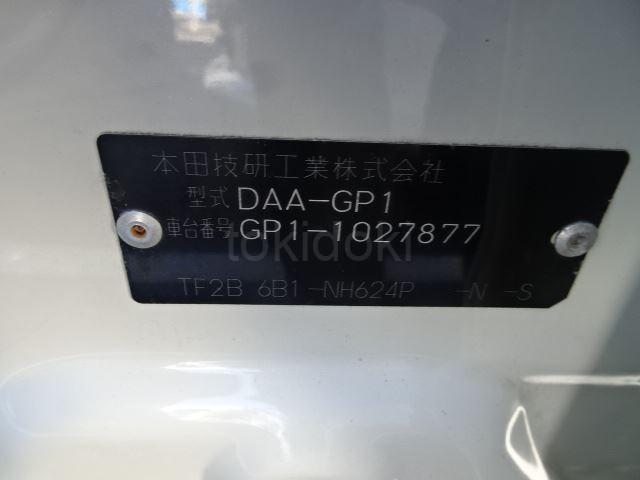 本田技研工業株式会社
型式 DAA-GP1
車台番号 GP1-1027877
tokidoki
TF2B 6B1-NH624P -N -S